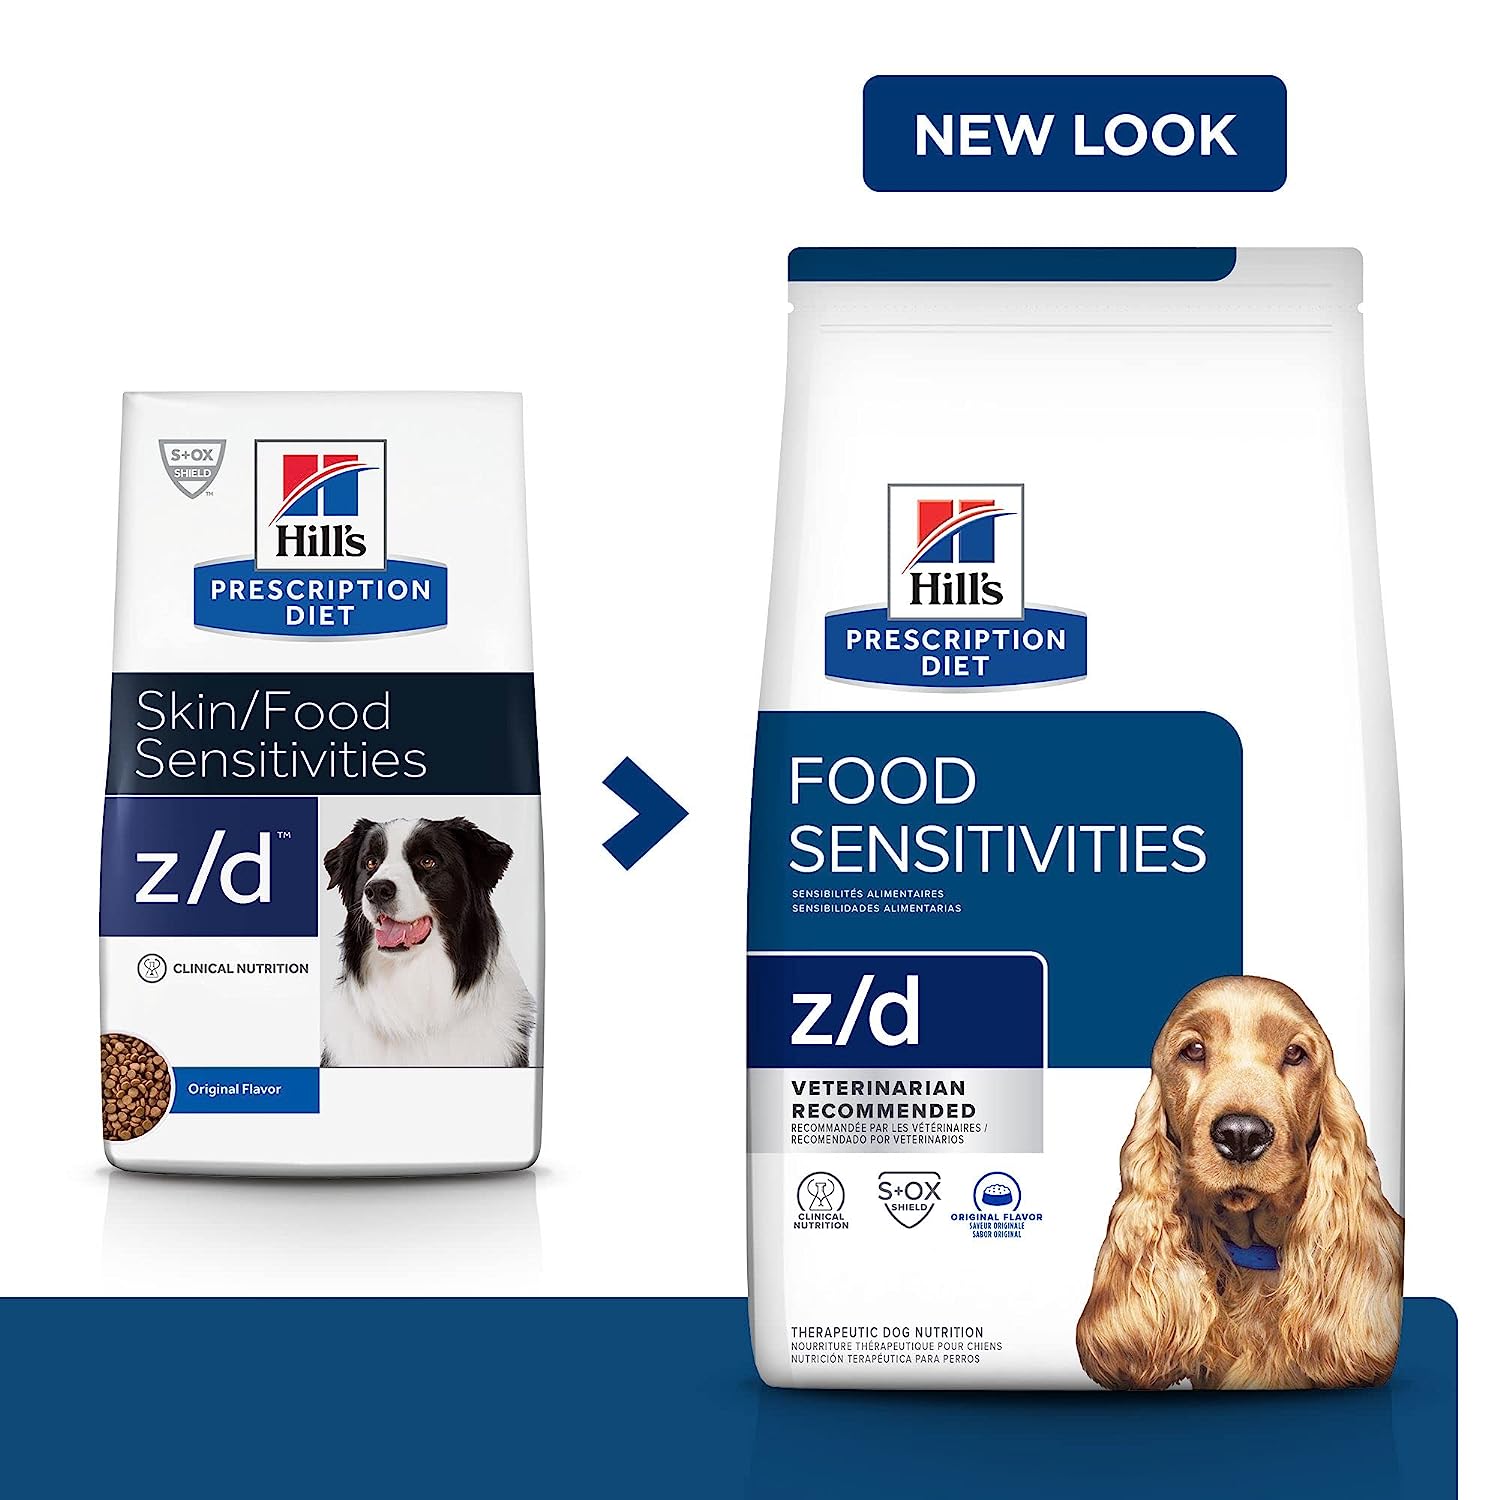 NEW LOOK
S+OX
SHIELD
™
Hill's
PRESCRIPTION
DIET
Skin/Food
Sensitivities
z/d™
CLINICAL NUTRITION
Original Flavor
Hill's
PRESCRIPTION
DIET
FOOD
SENSITIVITIES
SENSIBILITÉS ALIMENTAIRES
SENSIBILIDADES ALIMENTARIAS
z/d
VETERINARIAN
RECOMMENDED
RECOMMANDÉE PAR LES VÉTÉRINAIRES /
RECOMENDADO POR VETERINARIOS
CLINICAL
NUTRITION
S+OX
SHIELD
ORIGINAL FLAVOR
SAVEUR ORIGINALE
SABOR ORIGINAL
THERAPEUTIC DOG NUTRITION
NOURRITURE THÉRAPEUTIQUE POUR CHIENS
NUTRICIÓN TERAPÉUTICA PARA PERROS